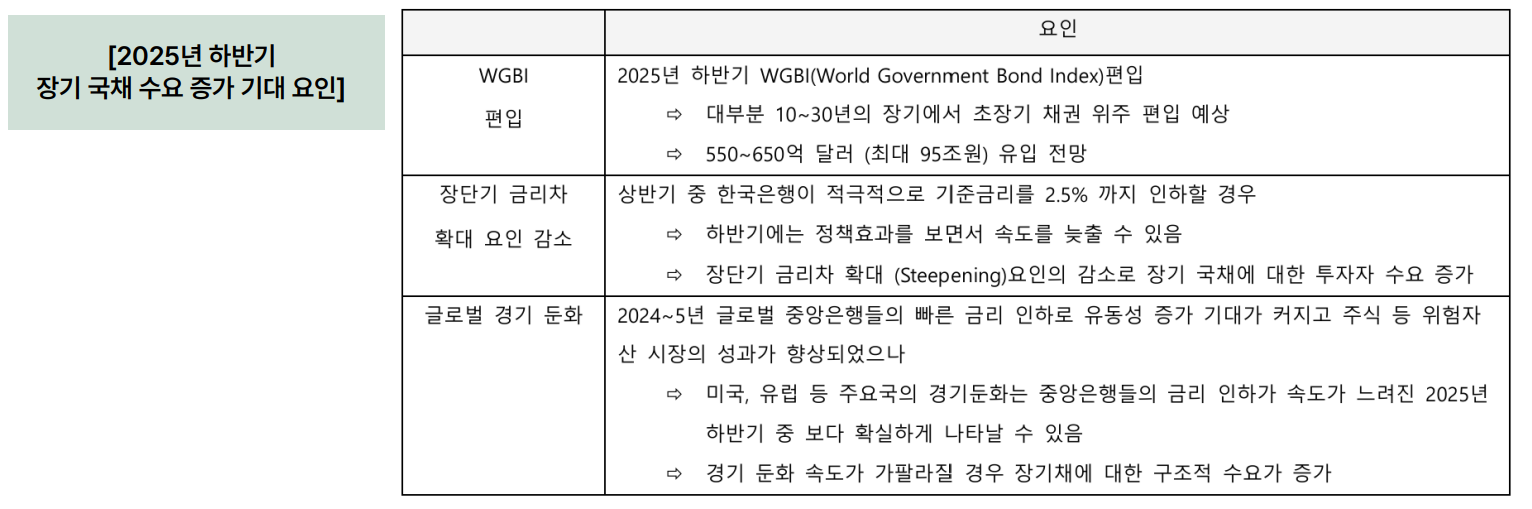 [2025년 하반기
장기 국채 수요 증가 기대 요인]
요인
WGBI
편입
2025년 하반기 WGBI(World Government Bond Index)편입
⇨ 대부분 10~30년의 장기에서 초장기 채권 위주 편입 예상
⇨ 550~650억 달러 (최대 95조원) 유입 전망
장단기 금리차
확대 요인 감소
상반기 중 한국은행이 적극적으로 기준금리를 2.5% 까지 인하할 경우
⇨ 하반기에는 정책효과를 보면서 속도를 늦출 수 있음
⇨ 장단기 금리차 확대 (Steepening)요인의 감소로 장기 국채에 대한 투자자 수요 증가
글로벌 경기 둔화
2024~5년 글로벌 중앙은행들의 빠른 금리 인하로 유동성 증가 기대가 커지고 주식 등 위험자
산 시장의 성과가 향상되었으나
⇨ 미국, 유럽 등 주요국의 경기둔화는 중앙은행들의 금리 인하가 속도가 느려진 2025년
하반기 중 보다 확실하게 나타날 수 있음
⇨ 경기 둔화 속도가 가팔라질 경우 장기채에 대한 구조적 수요가 증가